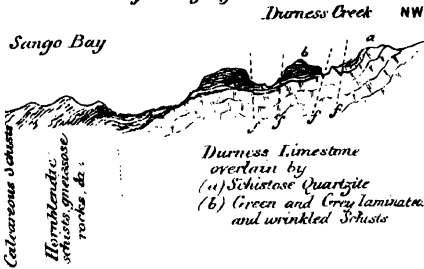 Durness Creek NW
Sango Bay
b
a
f f f f
Calcareous Schists
Hornblendic
schists, gneissose
rocks, &c
Durness Limestone
overlain by
(a) Schistose Quartzite
(b) Green and Grey laminated
and wrinkled Schists